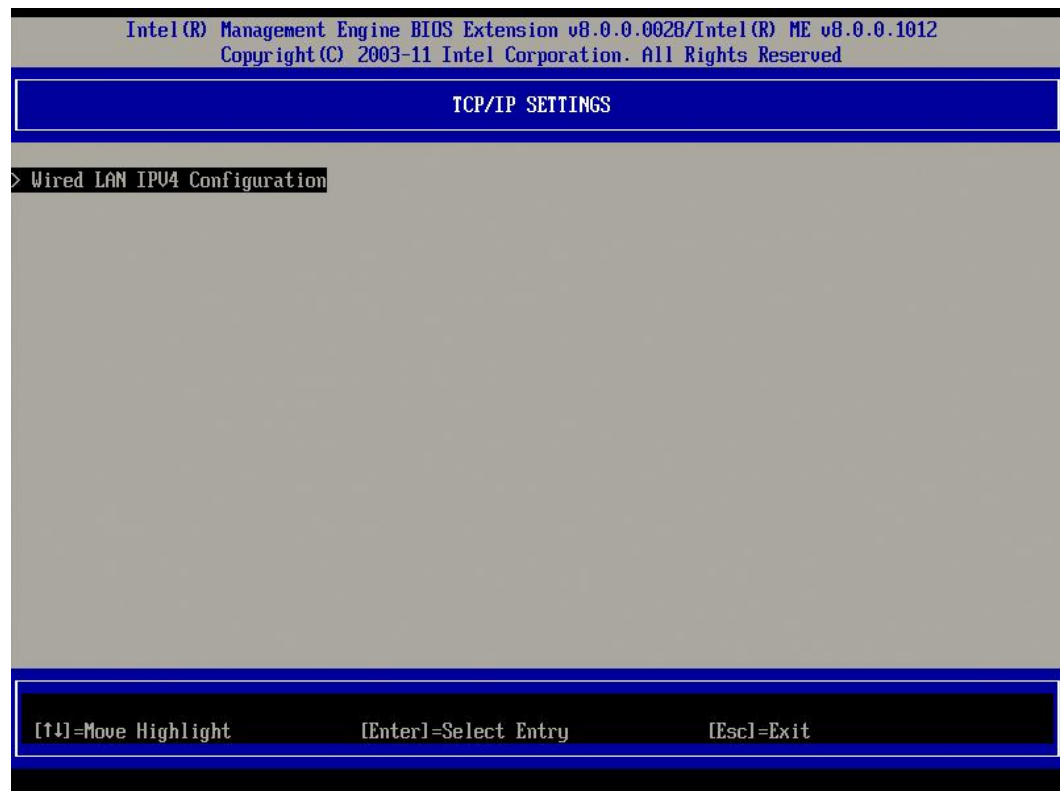 Intel(R) Management Engine BIOS Extension v8.0.0.0028/Intel(R) ME v8.0.0.1012
Copyright(C) 2003-11 Intel Corporation. All Rights Reserved
TCP/IP SETTINGS
> Wired LAN IPV4 Configuration
[↑↓]=Move Highlight [Enter]=Select Entry [Esc]=Exit